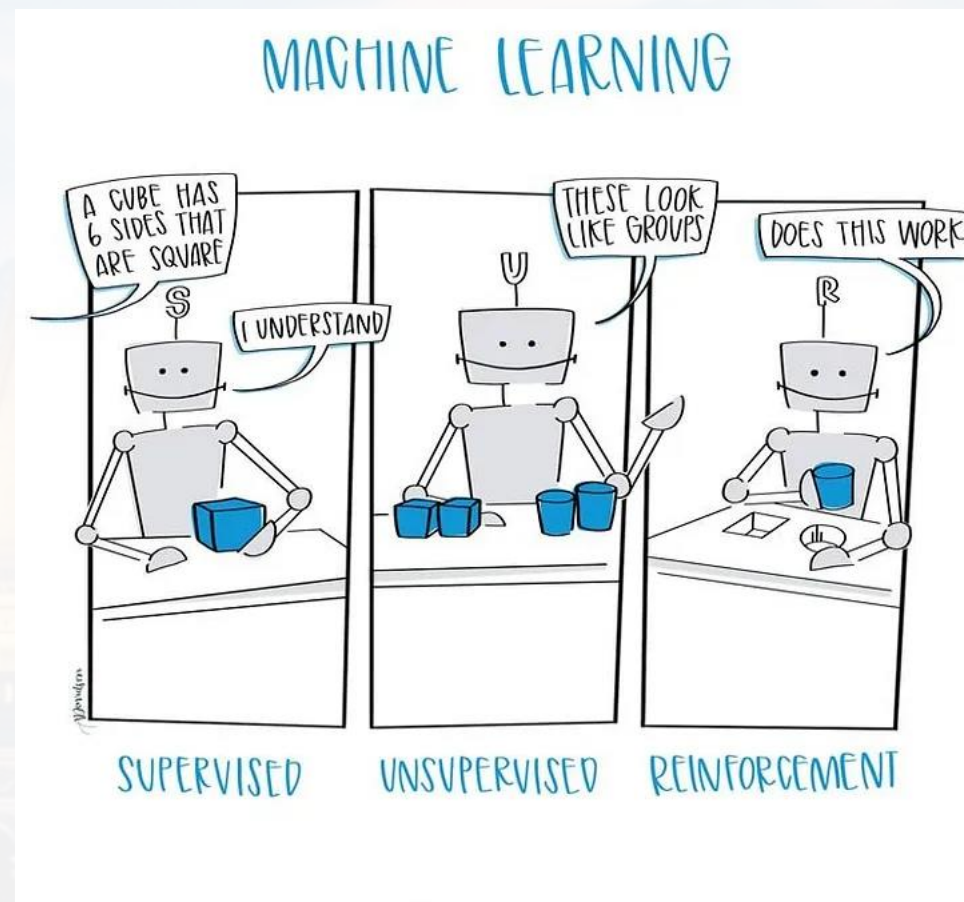 MACHINE LEARNING
A CUBE HAS
6 SIDES THAT
ARE SQUARE
S
I UNDERSTAND
THESE LOOK
LIKE GROUPS
U
DOES THIS WORK
R
SUPERVISED
UNSUPERVISED
REINFORCEMENT